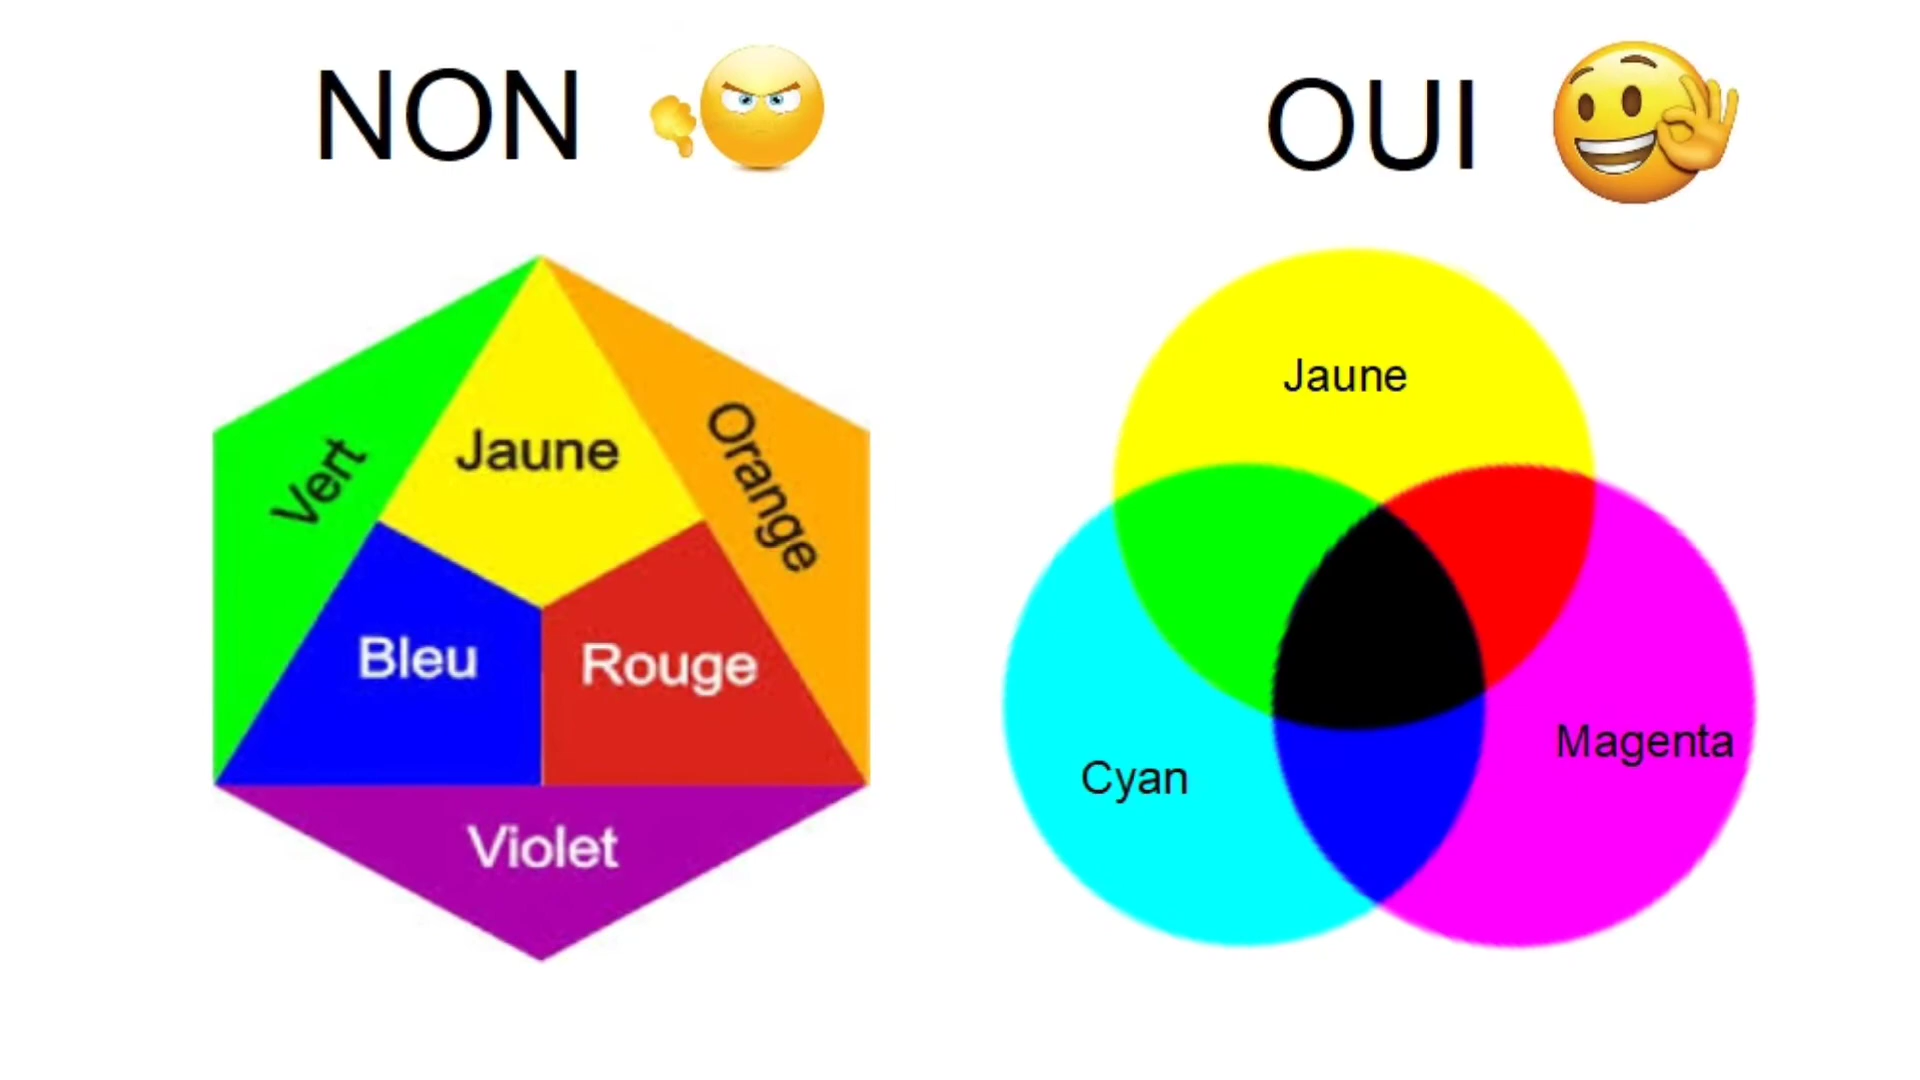 NON
OUI
Vert
Jaune
Orange
Bleu
Rouge
Violet
Jaune
Cyan
Magenta